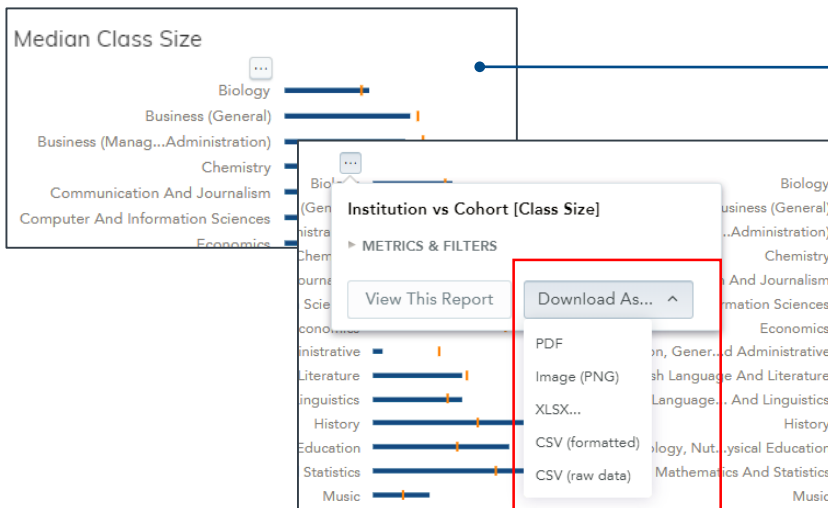 Median Class Size
...
Biology
Business (General)
Business (Manag...Administration)
Chemistry
Communication And Journalism
Computer And Information Sciences
Economics
...
Institution vs Cohort [Class Size]
METRICS & FILTERS
View This Report
Download As...
PDF
Image (PNG)
XLSX...
CSV (formatted)
CSV (raw data)
inistrative
Literature
inguistics
History
Education
Statistics
Music
Biology
usiness (General)
..Administration)
Chemistry
And Journalism
rmation Sciences
Economics
on, Gener...d Administrative
sh Language And Literature
Language... And Linguistics
History
ology, Nut...ysical Education
Mathematics And Statistics
Music